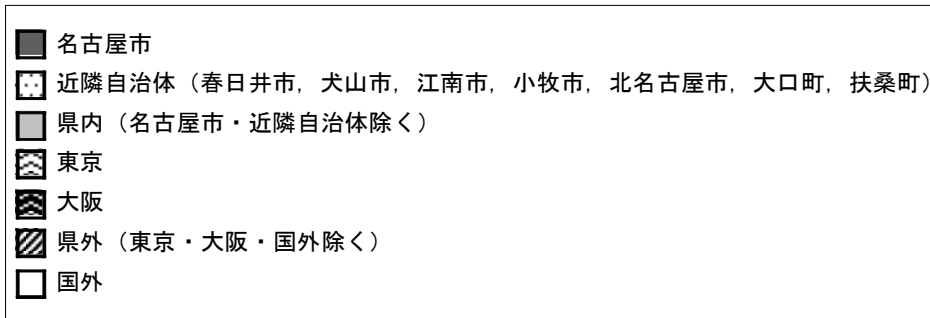 名古屋市
近隣自治体（春日井市，犬山市，江南市，小牧市，北名古屋市，大口町，扶桑町）
県内（名古屋市・近隣自治体除く）
東京
大阪
県外（東京・大阪・国外除く）
国外